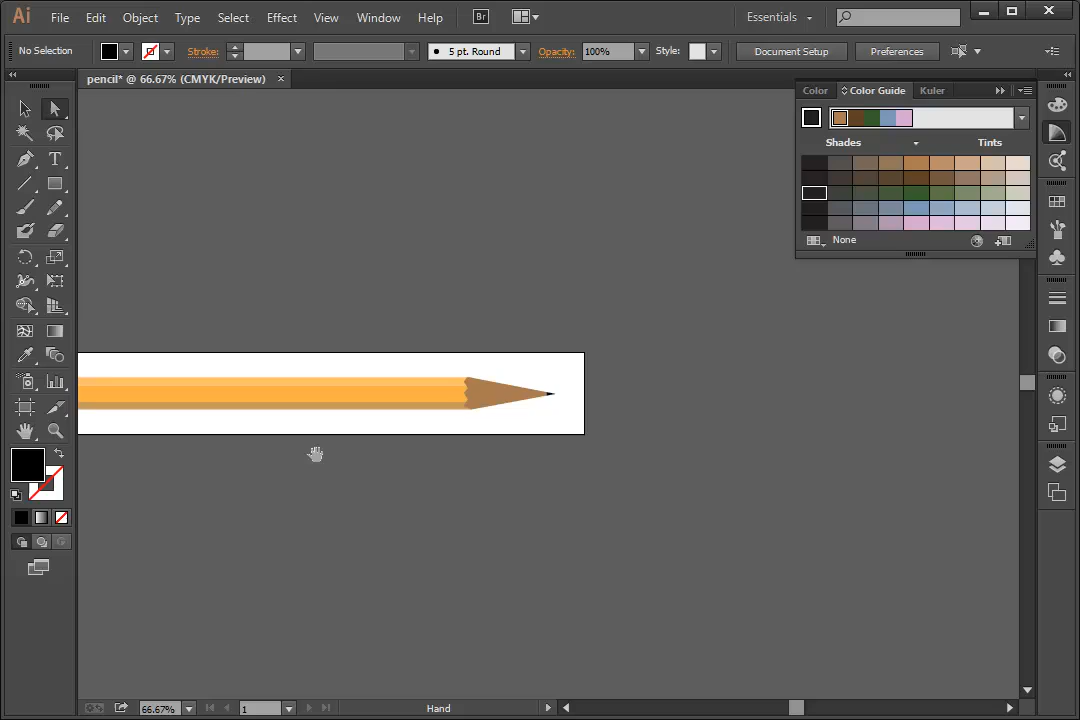 Ai File Edit Object Type Select Effect View Window Help Br Essentials
No Selection Stroke: 5 pt. Round Opacity: 100% Style: Document Setup Preferences
pencil* @ 66.67% (CMYK/Preview) ×
Color Color Guide Kuler
Shades Tints
None
T
66.67% 1 Hand